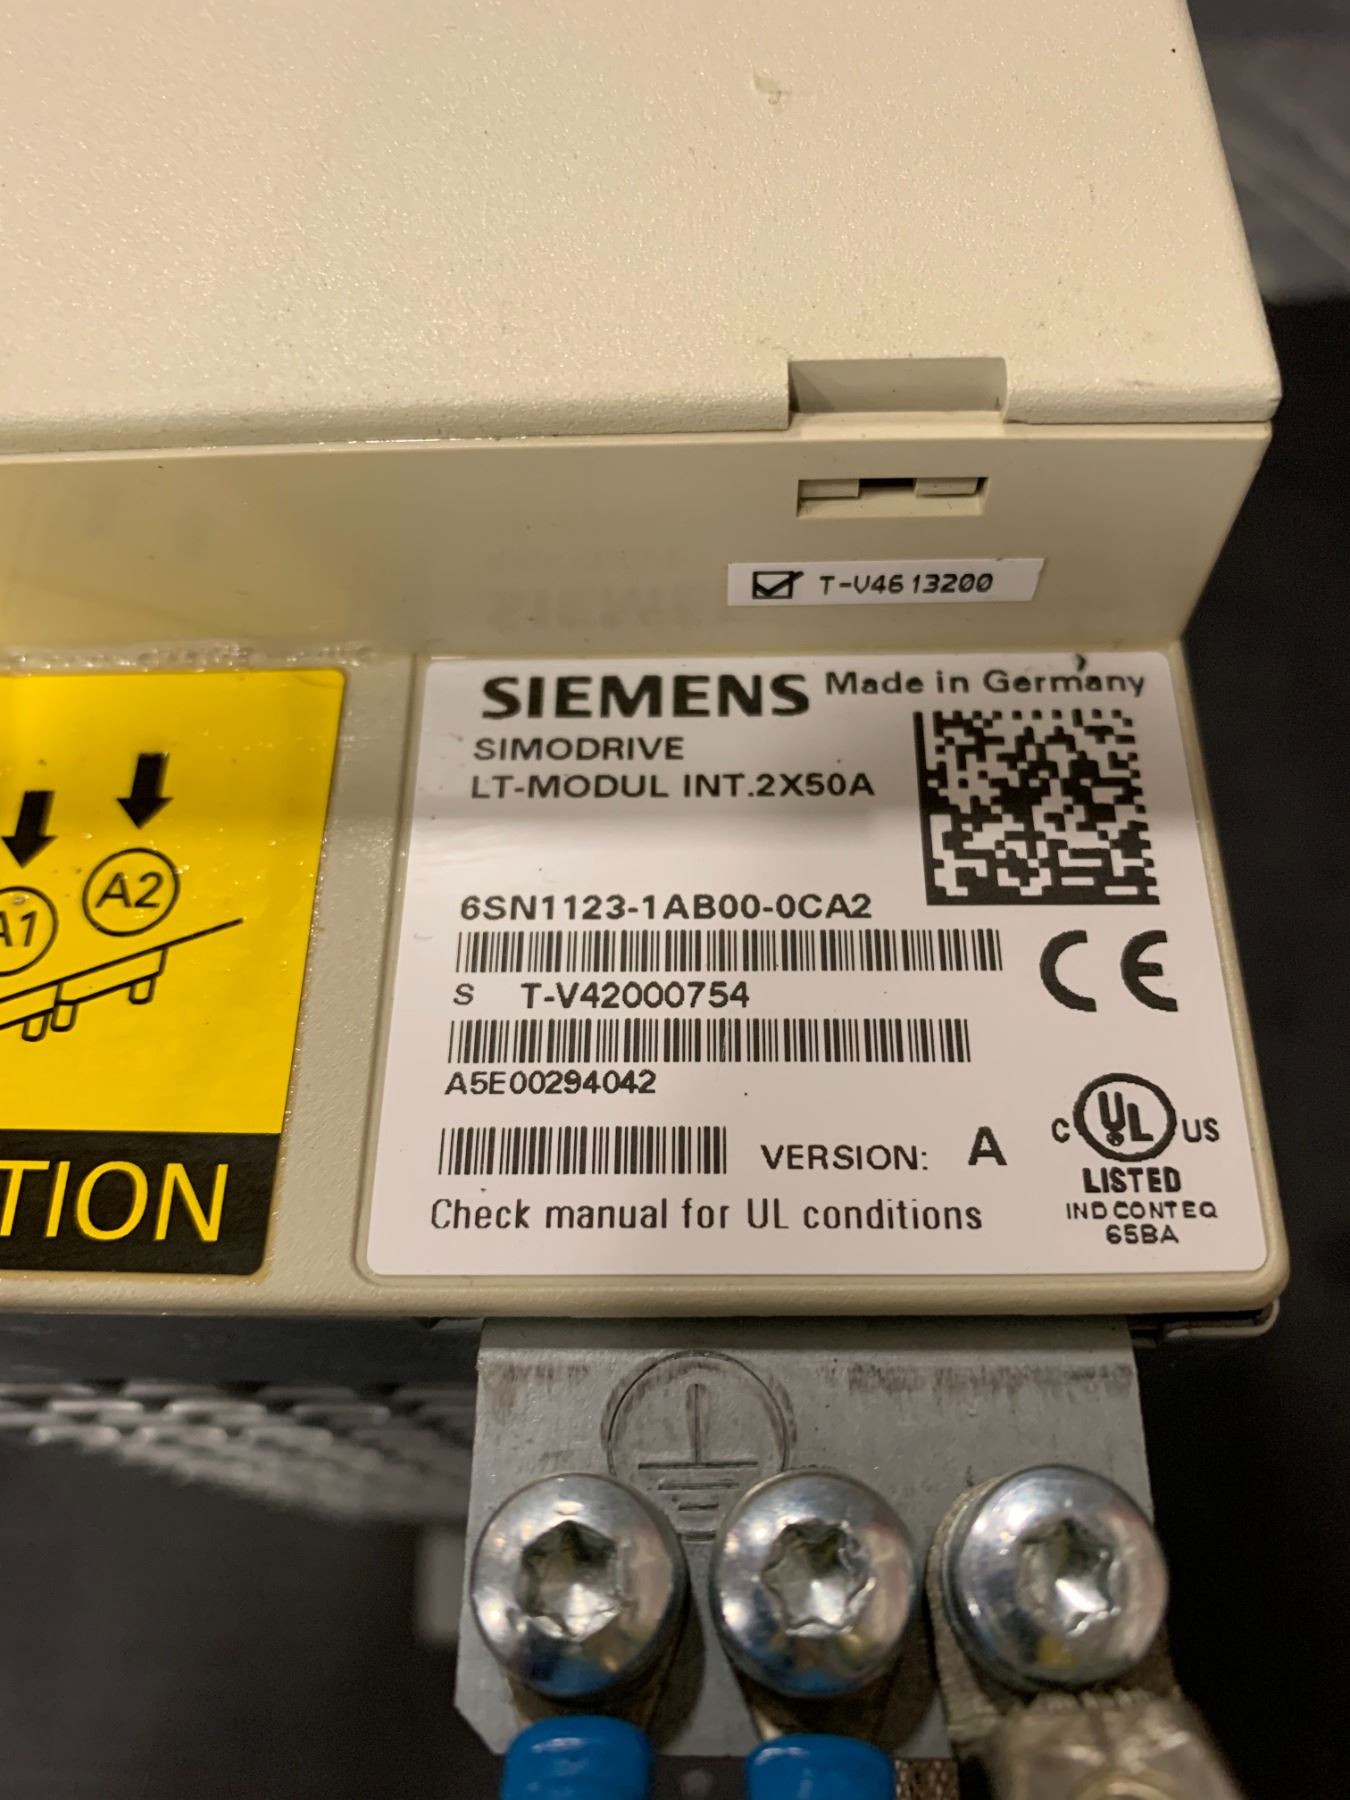 T-V4613200
SIEMENS Made in Germany
SIMODRIVE
LT-MODUL INT.2X50A
6SN1123-1AB00-0CA2
S T-V42000754
A5E00294042
VERSION: A
Check manual for UL conditions
CE
C UL US
LISTED
IND CONT EQ
65BA
A1
A2
TION